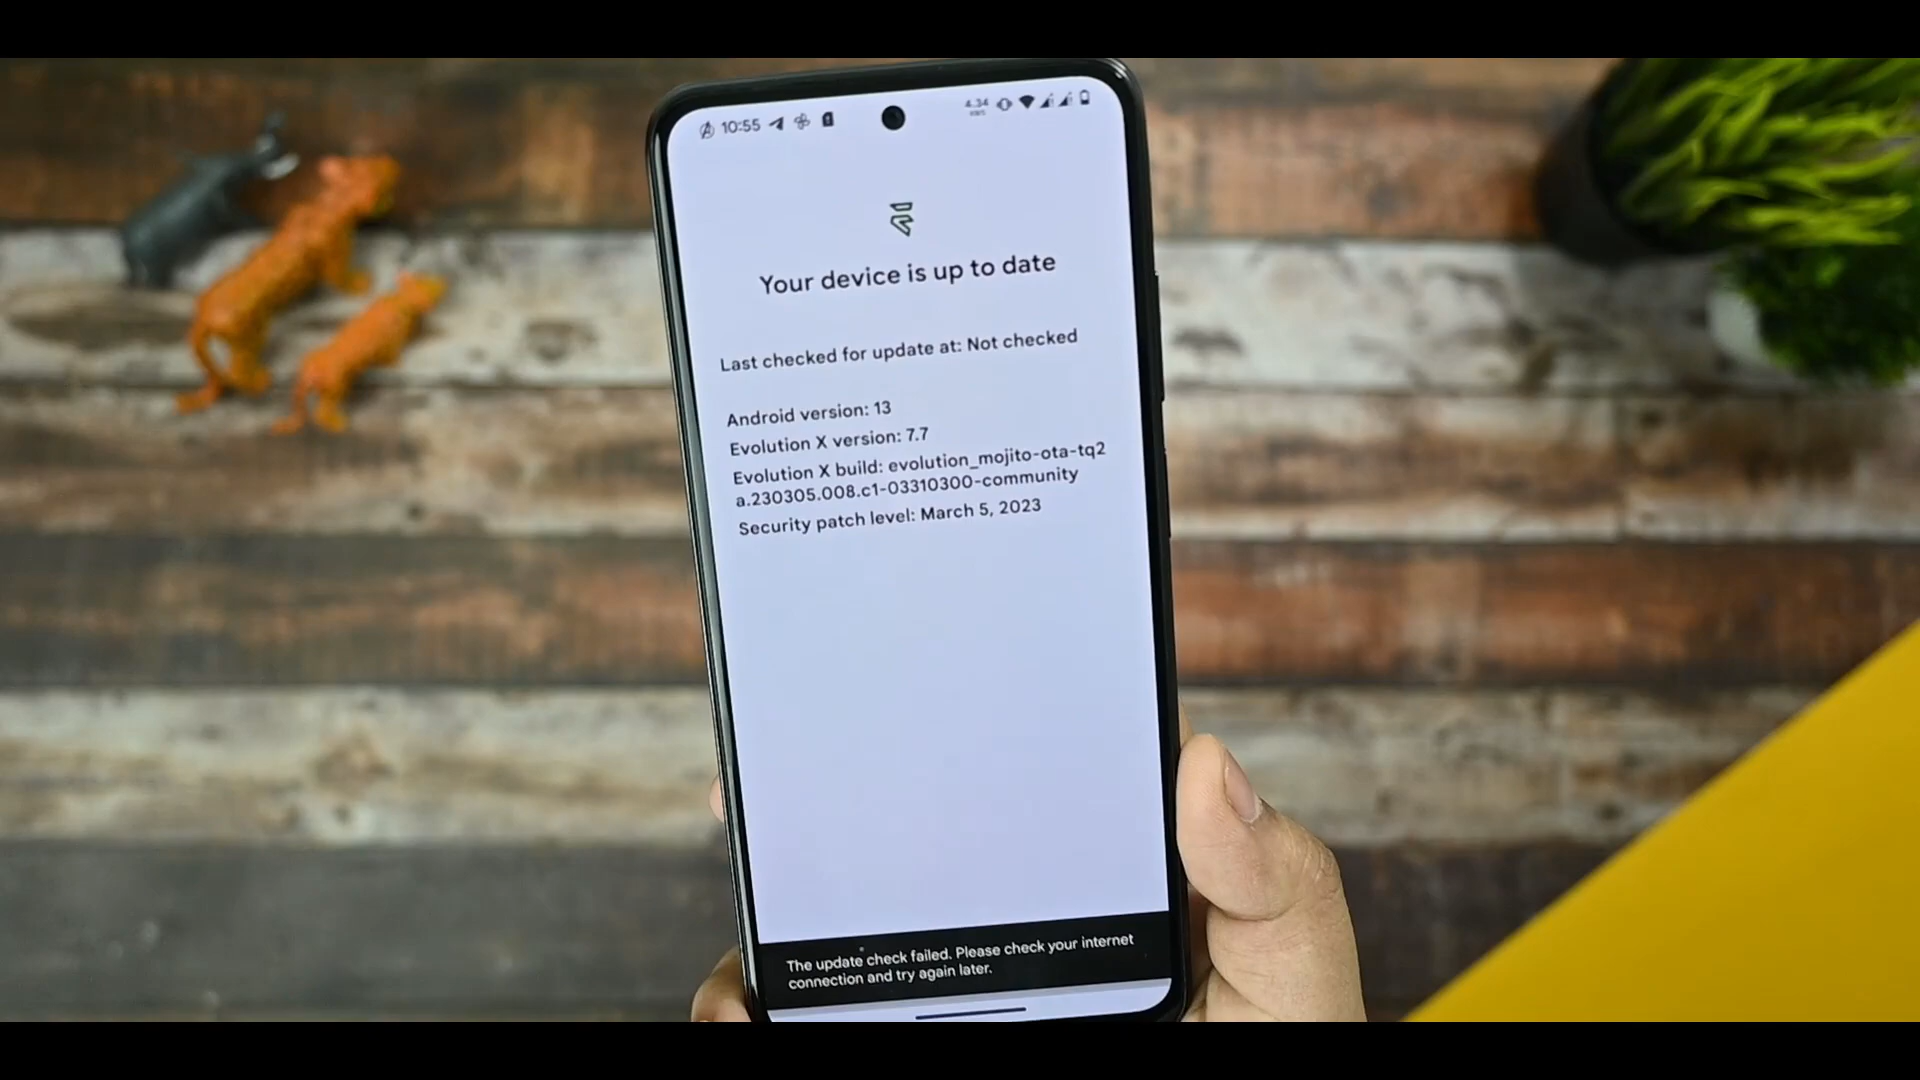 10:55
4.34
Your device is up to date
Last checked for update at: Not checked
Android version: 13
Evolution X version: 7.7
Evolution X build: evolution_mojito-ota-tq2
a.230305.008.c1-03310300-community
Security patch level: March 5, 2023
The update check failed. Please check your internet
connection and try again later.